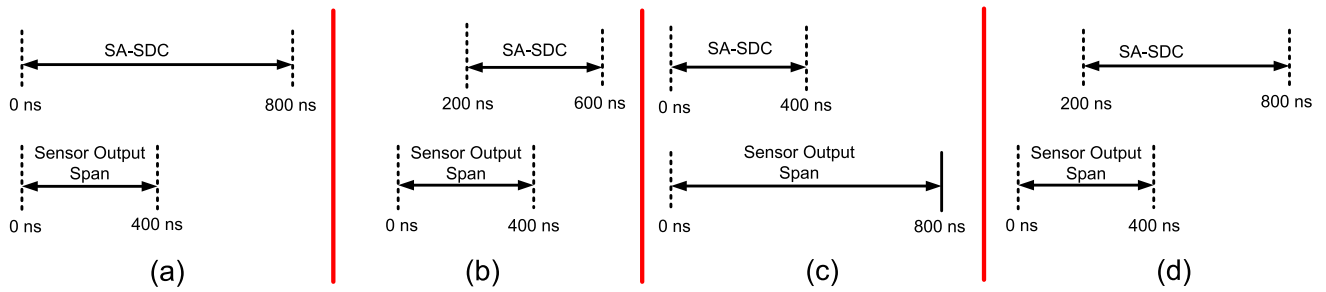 SA-SDC
0 ns 800 ns
Sensor Output
Span
0 ns 400 ns
(a)
SA-SDC
200 ns 600 ns
Sensor Output
Span
0 ns 400 ns
(b)
SA-SDC
0 ns 400 ns
Sensor Output
Span
0 ns 800 ns
(c)
SA-SDC
200 ns 800 ns
Sensor Output
Span
0 ns 400 ns
(d)